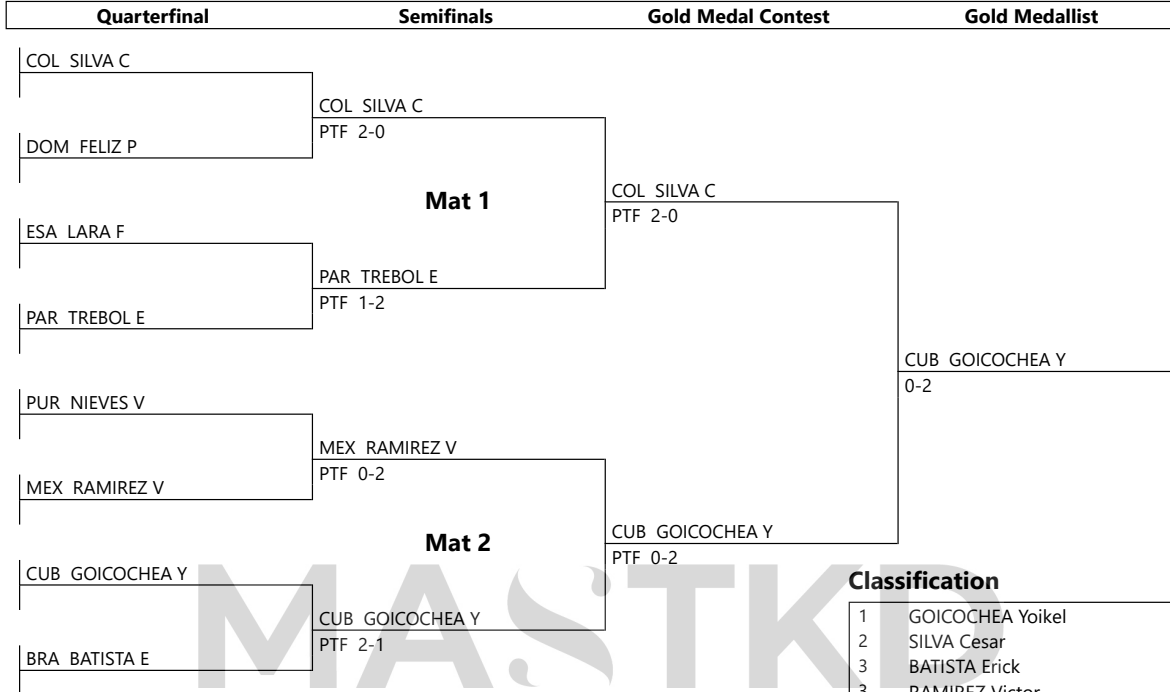 Quarterfinal Semifinals Gold Medal Contest Gold Medallist
COL SILVA C
COL SILVA C
PTF 2-0
DOM FELIZ P
Mat 1
COL SILVA C
PTF 2-0
ESA LARA F
PAR TREBOL E
PTF 1-2
PAR TREBOL E
CUB GOICOCHEA Y
0-2
PUR NIEVES V
MEX RAMIREZ V
PTF 0-2
MEX RAMIREZ V
Mat 2
CUB GOICOCHEA Y
PTF 0-2
CUB GOICOCHEA Y
CUB GOICOCHEA Y
PTF 2-1
BRA BATISTA E
MASTKD
Classification
1 GOICOCHEA Yoikel
2 SILVA Cesar
3 BATISTA Erick
3 RAMIREZ Victor